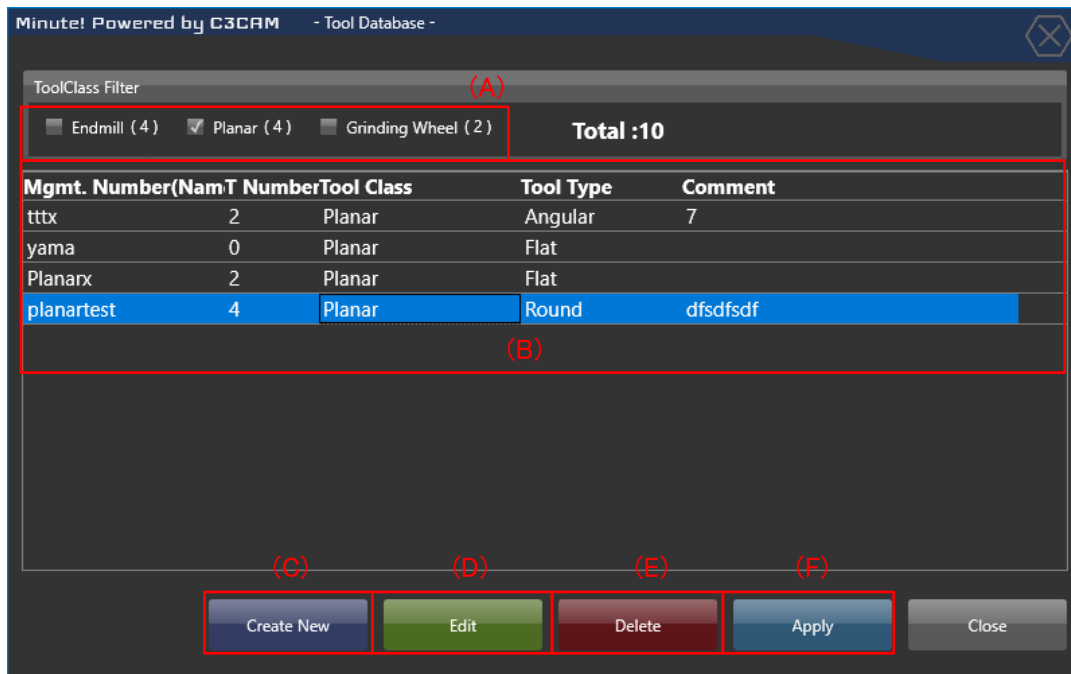 Minute! Powered by C3CAM - Tool Database -
ToolClass Filter
(A)
Endmill (4) Planar (4) Grinding Wheel (2) Total :10
Mgmt. Number(Nam T Number Tool Class Tool Type Comment
tttx 2 Planar Angular 7
yama 0 Planar Flat
Planarx 2 Planar Flat
planartest 4 Planar Round dfsdfsdf
(B)
(C) (D) (E) (F)
Create New Edit Delete Apply Close